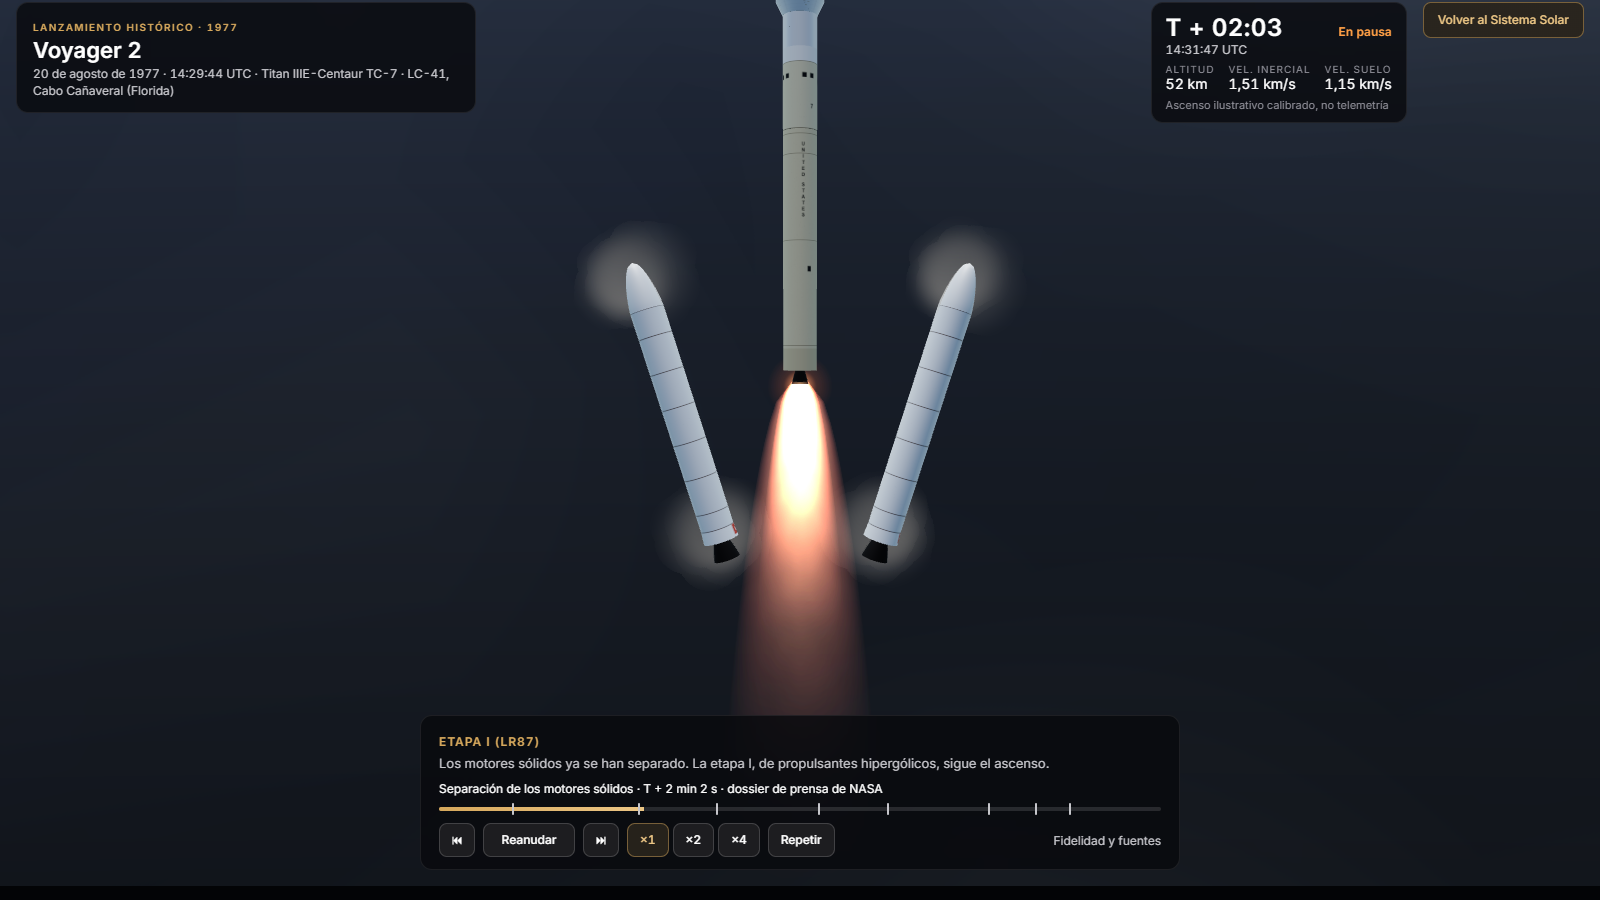 LANZAMIENTO HISTÓRICO · 1977
Voyager 2
20 de agosto de 1977 · 14:29:44 UTC · Titan IIIE-Centaur TC-7 · LC-41,
Cabo Cañaveral (Florida)
T + 02:03
En pausa
14:31:47 UTC
ALTITUD VEL. INERCIAL VEL. SUELO
52 km 1,51 km/s 1,15 km/s
Ascenso ilustrativo calibrado, no telemetría
Volver al Sistema Solar
UNITED STATES
ETAPA I (LR87)
Los motores sólidos ya se han separado. La etapa I, de propulsantes hipergólicos, sigue el ascenso.
Separación de los motores sólidos · T + 2 min 2 s · dossier de prensa de NASA
⏮ Reanudar ⏭ ×1 ×2 ×4 Repetir
Fidelidad y fuentes